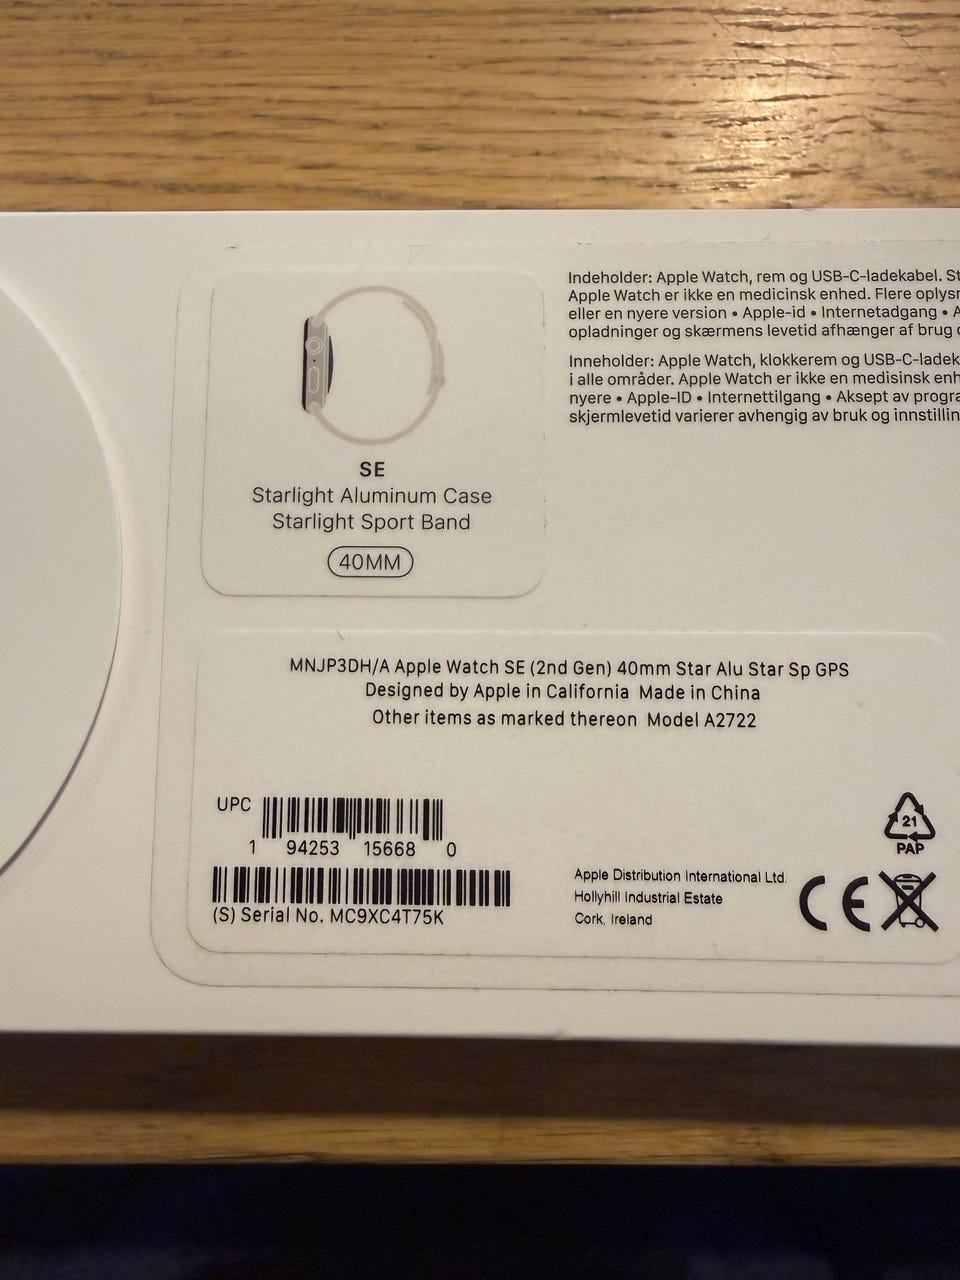 Indeholder: Apple Watch, rem og USB-C-ladekabel. St
Apple Watch er ikke en medicinsk enhed. Flere oplysn
eller en nyere version • Apple-id • Internetadgang • A
opladninger og skærmens levetid afhænger af brug o
Inneholder: Apple Watch, klokkerem og USB-C-ladek
i alle områder. Apple Watch er ikke en medisinsk enh
nyere • Apple-ID • Internettilgang • Aksept av progra
skjermlevetid varierer avhengig av bruk og innstillin
SE
Starlight Aluminum Case
Starlight Sport Band
40MM
MNJP3DH/A Apple Watch SE (2nd Gen) 40mm Star Alu Star Sp GPS
Designed by Apple in California Made in China
Other items as marked thereon Model A2722
UPC
1 94253 15668 0
(S) Serial No. MC9XC4T75K
Apple Distribution International Ltd.
Hollyhill Industrial Estate
Cork, Ireland
21
PAP
CE